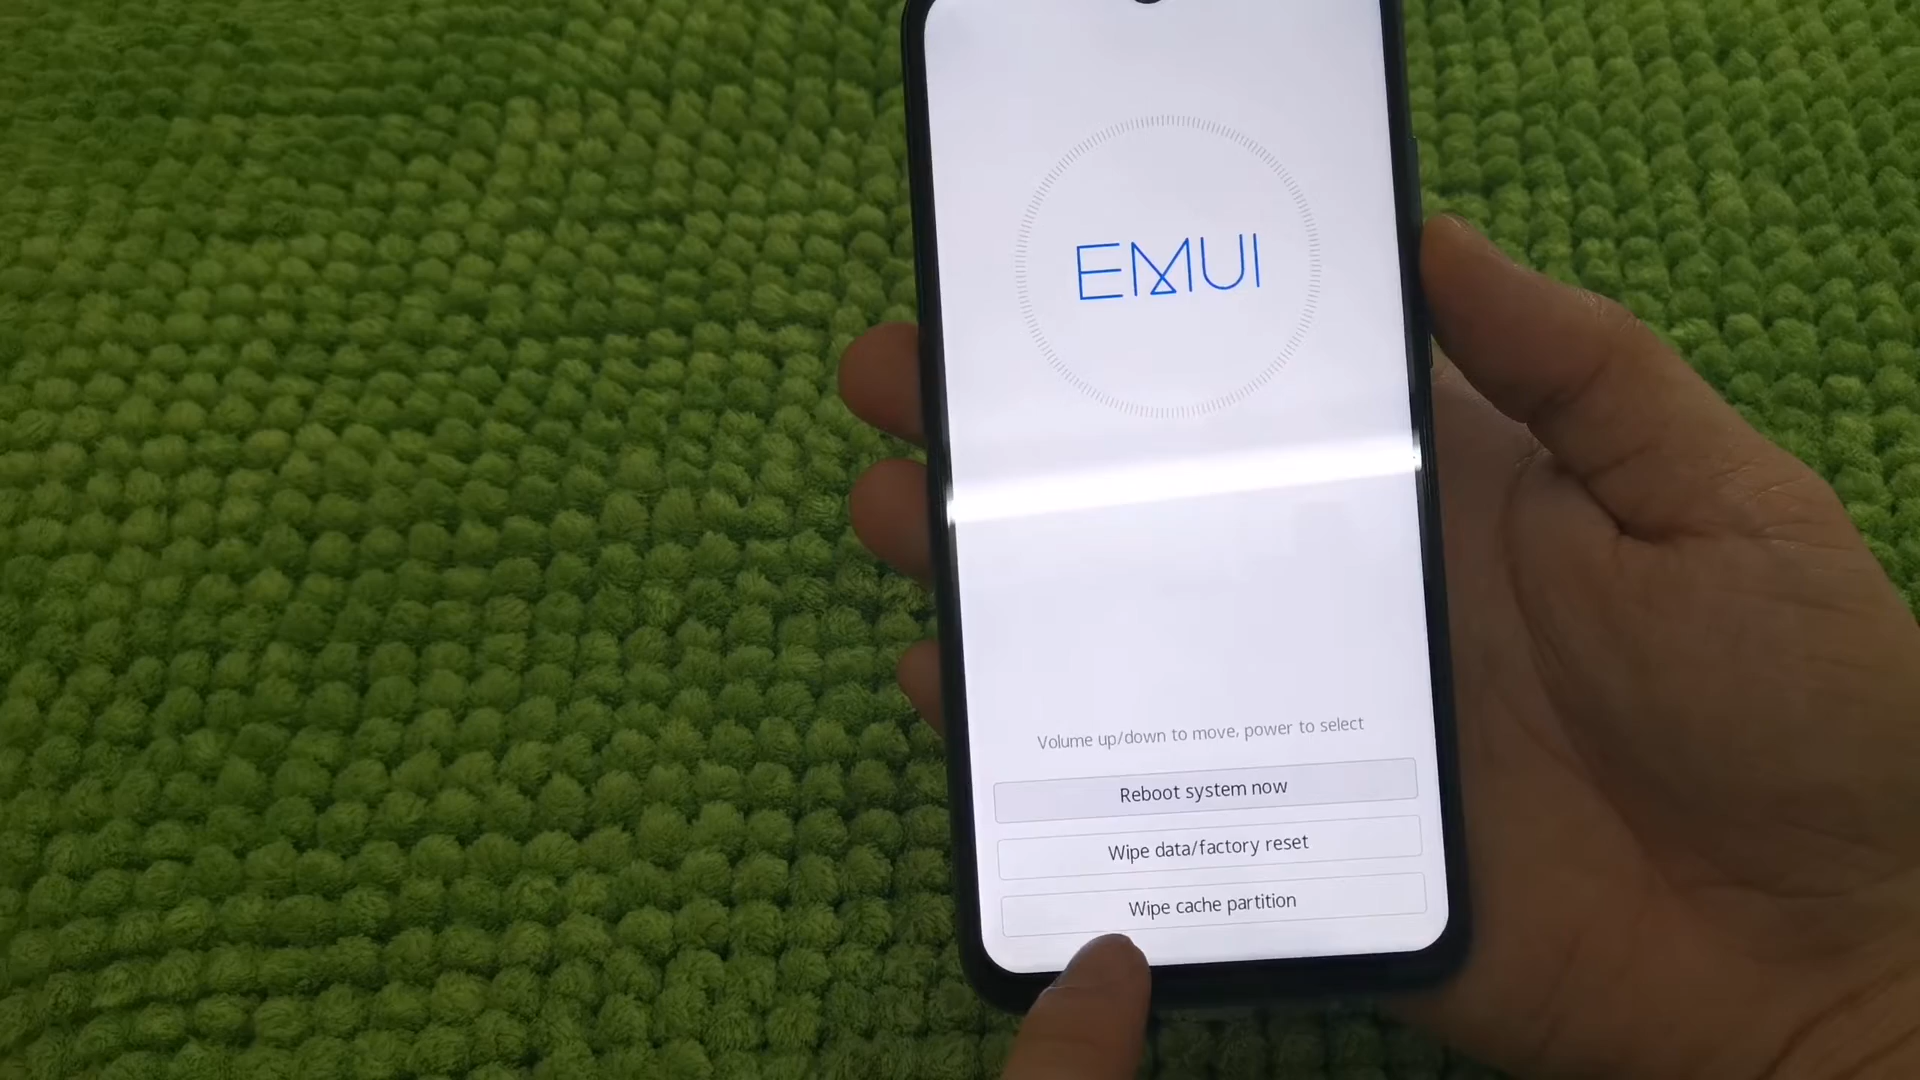 EMUI
Volume up/down to move, power to select
Reboot system now
Wipe data/factory reset
Wipe cache partition